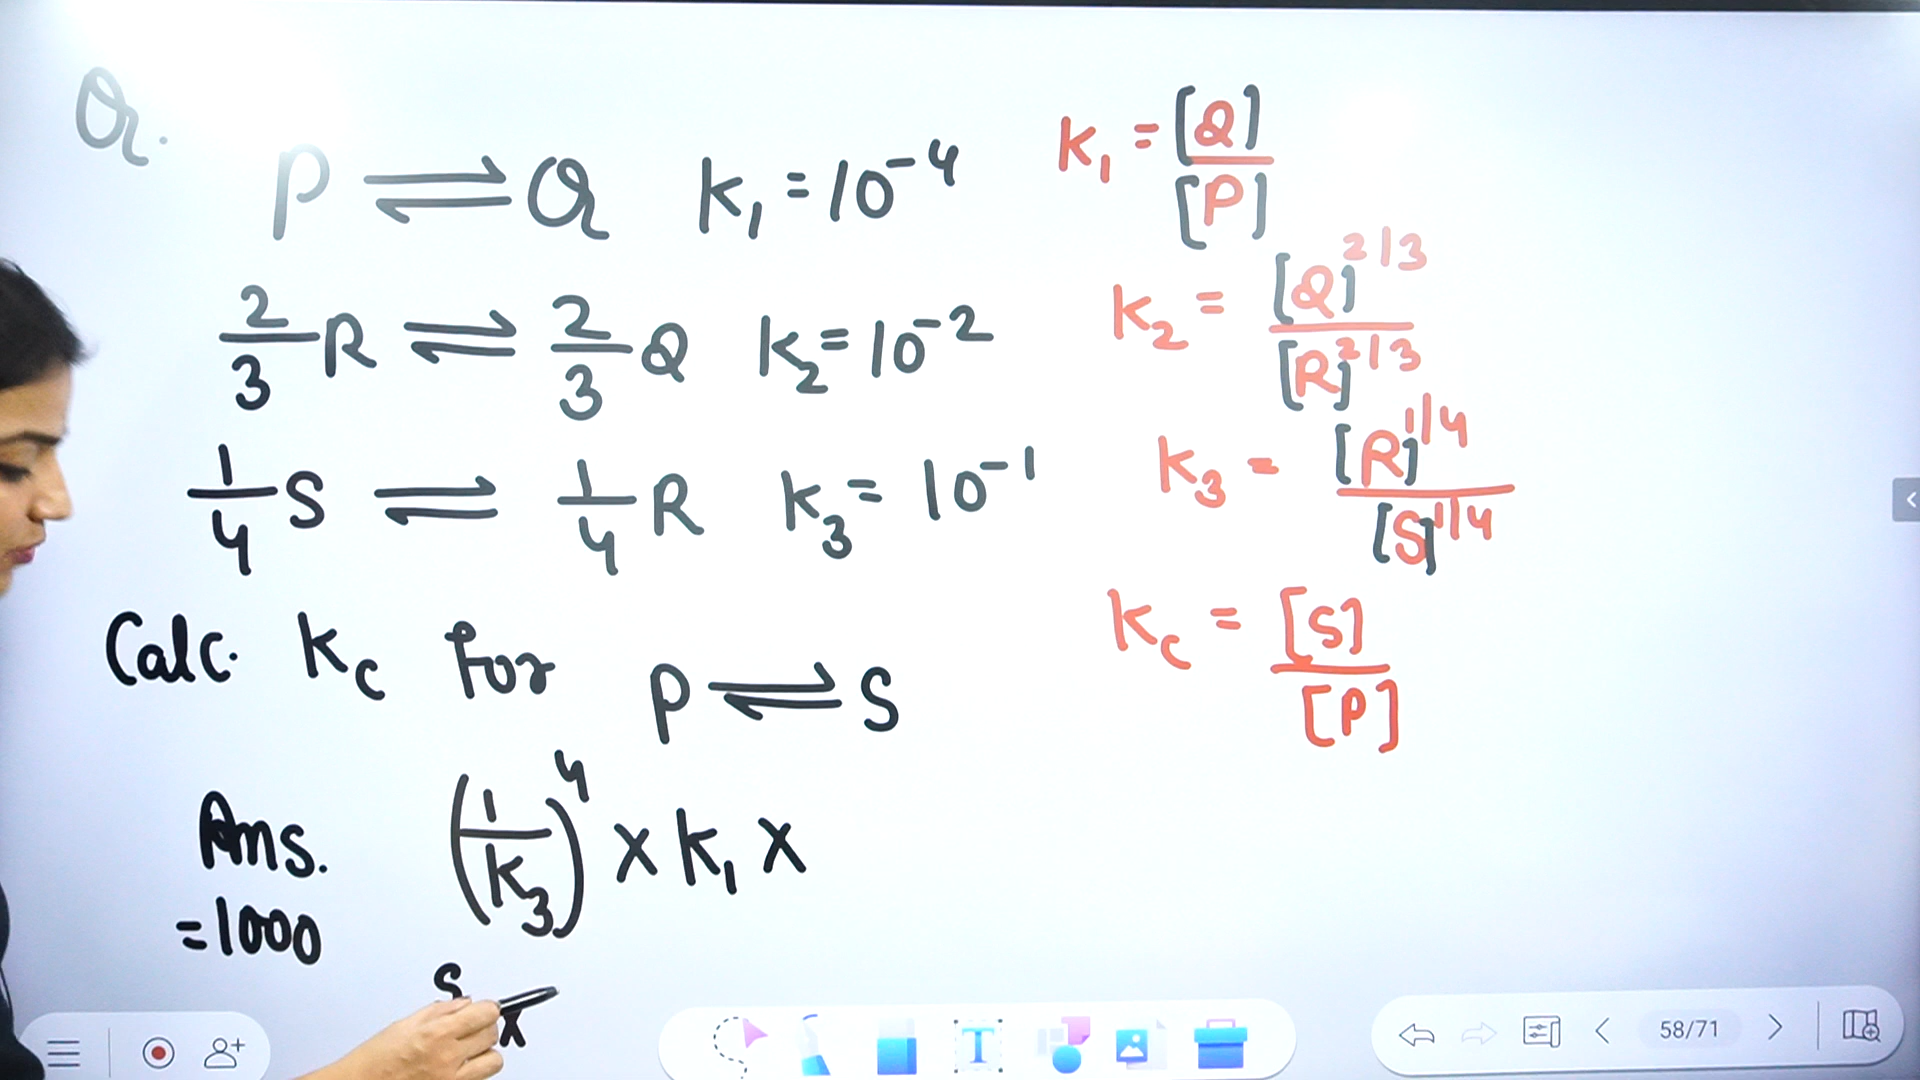 Q.
P ⇌ Q K₁ = 10⁻⁴
2/3 R ⇌ 2/3 Q K₂ = 10⁻²
1/4 S ⇌ 1/4 R K₃ = 10⁻¹
Calc. Kc for P ⇌ S
Ans. = 1000
(1/K₃)⁴ x K₁ x
S
x
K₁ = [Q]/[P]
K₂ = [Q]^2/3 / [R]^2/3
K₃ = [R]^1/4 / [S]^1/4
Kc = [S]/[P]
T
58/71